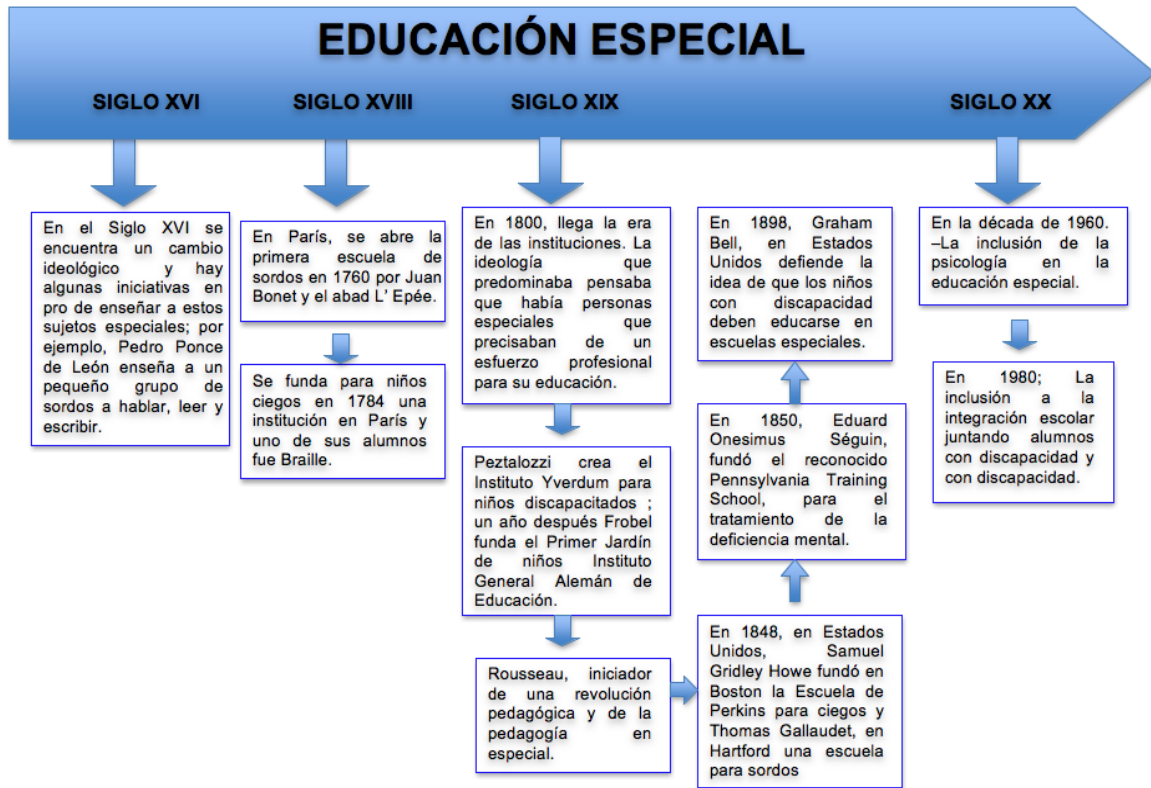 EDUCACIÓN ESPECIAL
SIGLO XVI
SIGLO XVIII
SIGLO XIX
SIGLO XX
En el Siglo XVI se
encuentra un cambio
ideológico y hay
algunas iniciativas en
pro de enseñar a estos
sujetos especiales; por
ejemplo, Pedro Ponce
de León enseña a un
pequeño grupo de
sordos a hablar, leer y
escribir.
En París, se abre la
primera escuela de
sordos en 1760 por Juan
Bonet y el abad L' Epée.
Se funda para niños
ciegos en 1784 una
institución en París y
uno de sus alumnos
fue Braille.
En 1800, llega la era
de las instituciones. La
ideología que
predominaba pensaba
que había personas
especiales que
precisaban de un
esfuerzo profesional
para su educación.
Peztalozzi crea el
Instituto Yverdum para
niños discapacitados ;
un año después Frobel
funda el Primer Jardín
de niños Instituto
General Alemán de
Educación.
Rousseau, iniciador
de una revolución
pedagógica y de la
pedagogía en
especial.
En 1848, en Estados
Unidos, Samuel
Gridley Howe fundó en
Boston la Escuela de
Perkins para ciegos y
Thomas Gallaudet, en
Hartford una escuela
para sordos
En 1850, Eduard
Onesimus Séguin,
fundó el reconocido
Pennsylvania Training
School, para el
tratamiento de la
deficiencia mental.
En 1898, Graham
Bell, en Estados
Unidos defiende la
idea de que los niños
con discapacidad
deben educarse en
escuelas especiales.
En la década de 1960.
–La inclusión de la
psicología en la
educación especial.
En 1980; La
inclusión a la
integración escolar
juntando alumnos
con discapacidad y
con discapacidad.